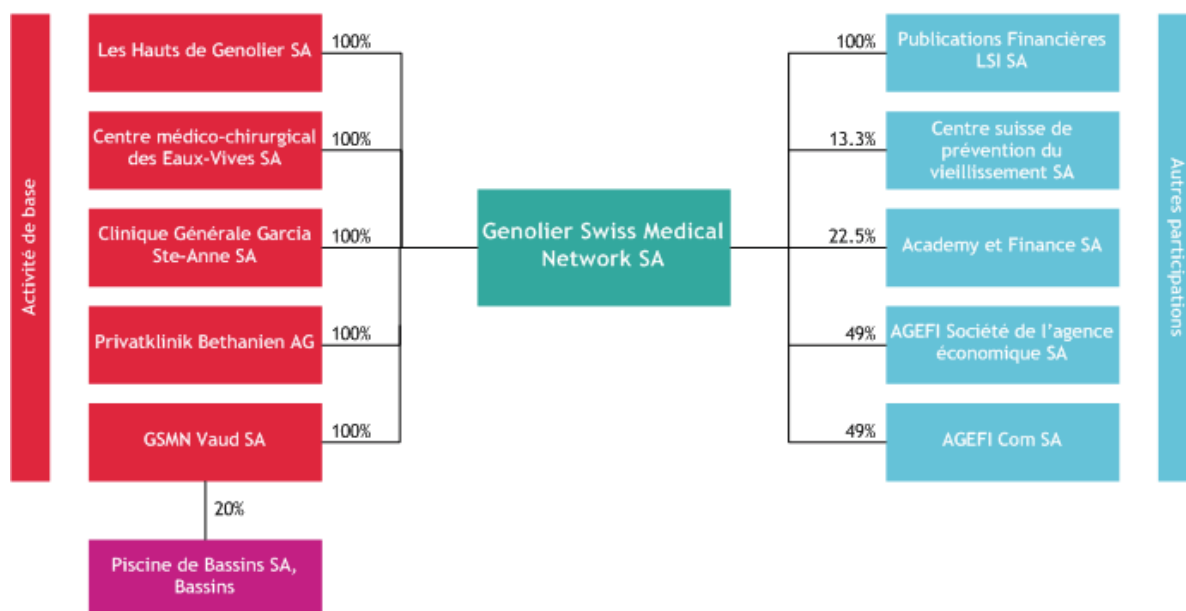 Activité de base
Les Hauts de Genolier SA
100%
Centre médico-chirurgical
des Eaux-Vives SA
100%
Clinique Générale Garcia
Ste-Anne SA
100%
Privatklinik Bethanien AG
100%
GSMN Vaud SA
100%
20%
Piscine de Bassins SA,
Bassins
Genolier Swiss Medical
Network SA
100%
Publications Financières
LSI SA
13.3%
Centre suisse de
prévention du
vieillissement SA
22.5%
Academy et Finance SA
49%
AGEFI Société de l’agence
économique SA
49%
AGEFI Com SA
Autres participations